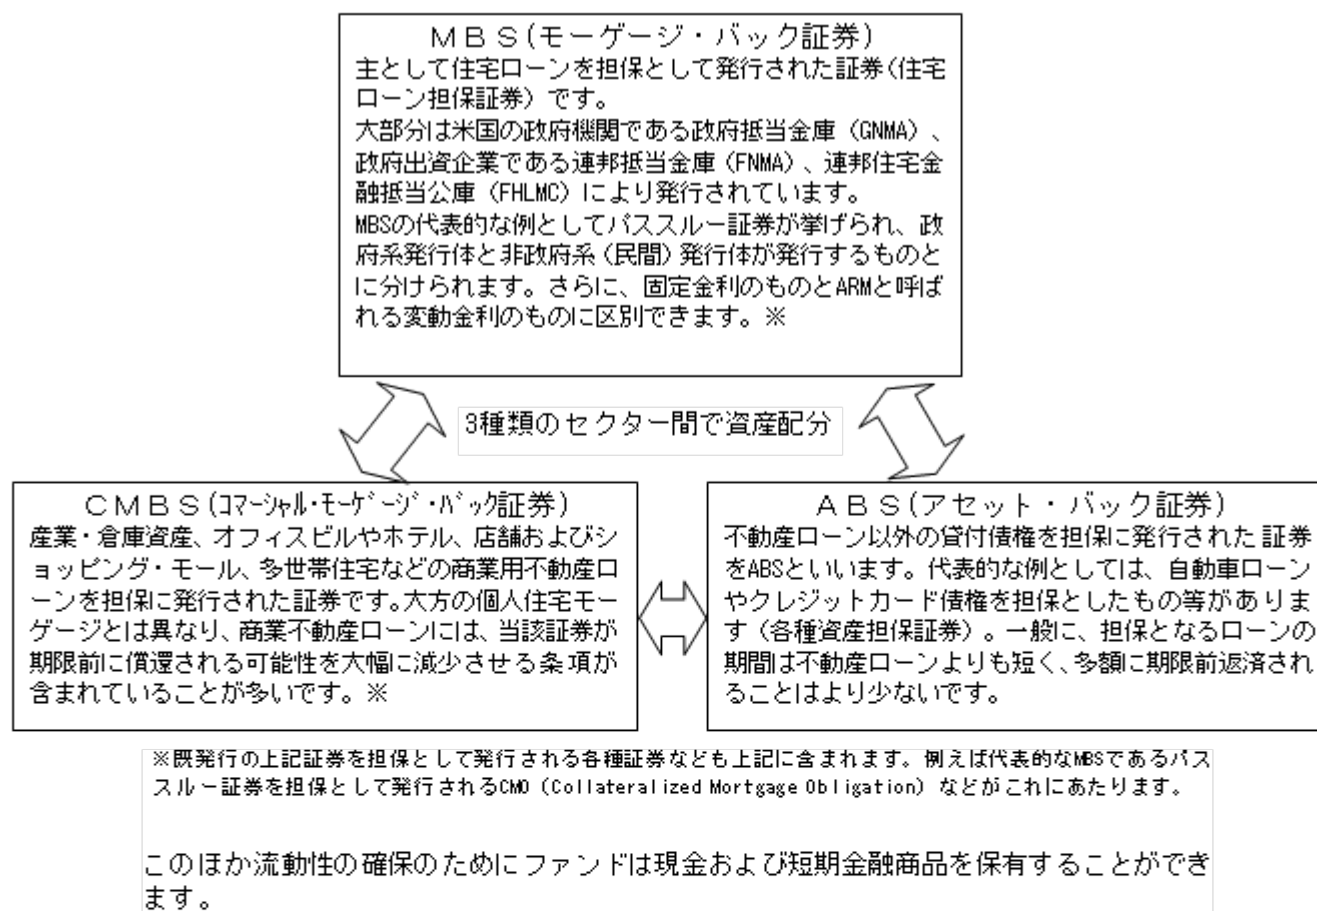 ＭＢＳ(モーゲージ・バック証券)
主として住宅ローンを担保として発行された証券(住宅
ローン担保証券）です。
大部分は米国の政府機関である政府抵当金庫（GNMA）、
政府出資企業である連邦抵当金庫（FNMA）、連邦住宅金
融抵当公庫（FHLMC）により発行されています。
MBSの代表的な例としてパススルー証券が挙げられ、政
府系発行体と非政府系（民間）発行体が発行するものと
に分けられます。さらに、固定金利のものとARMと呼ば
れる変動金利のものに区別できます。※
3種類のセクター間で資産配分
ＣＭＢＳ(ｺﾏｰｼｬﾙ･ﾓｰｹﾞｰｼﾞ･ﾊﾞｯｸ証券)
産業・倉庫資産、オフィスビルやホテル、店舗およびシ
ョッピング・モール、多世帯住宅などの商業用不動産ロ
ーンを担保に発行された証券です。大方の個人住宅モー
ゲージとは異なり、商業不動産ローンには、当該証券が
期限前に償還される可能性を大幅に減少させる条項が
含まれていることが多いです。※
ＡＢＳ(アセット・バック証券)
不動産ローン以外の貸付債権を担保に発行された証券
をABSといいます。代表的な例としては、自動車ローン
やクレジットカード債権を担保としたもの等がありま
す（各種資産担保証券）。一般に、担保となるローンの
期間は不動産ローンよりも短く、多額に期限前返済され
ることはより少ないです。
※既発行の上記証券を担保として発行される各種証券なども上記に含まれます。例えば代表的なMBSであるパス
スルー証券を担保として発行されるCMO（Collateralized Mortgage Obligation）などがこれにあたります。
このほか流動性の確保のためにファンドは現金および短期金融商品を保有することができ
ます。